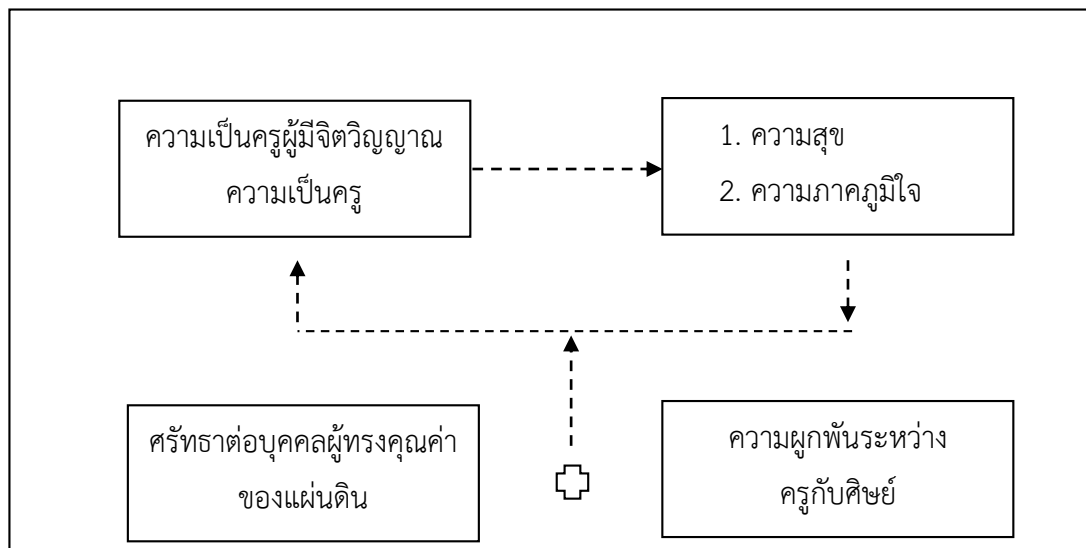 ความเป็นครูผู้มีจิตวิญญาณ
ความเป็นครู
1. ความสุข
2. ความภาคภูมิใจ
ศรัทธาต่อบุคคลผู้ทรงคุณค่า
ของแผ่นดิน
ความผูกพันระหว่าง
ครูกับศิษย์